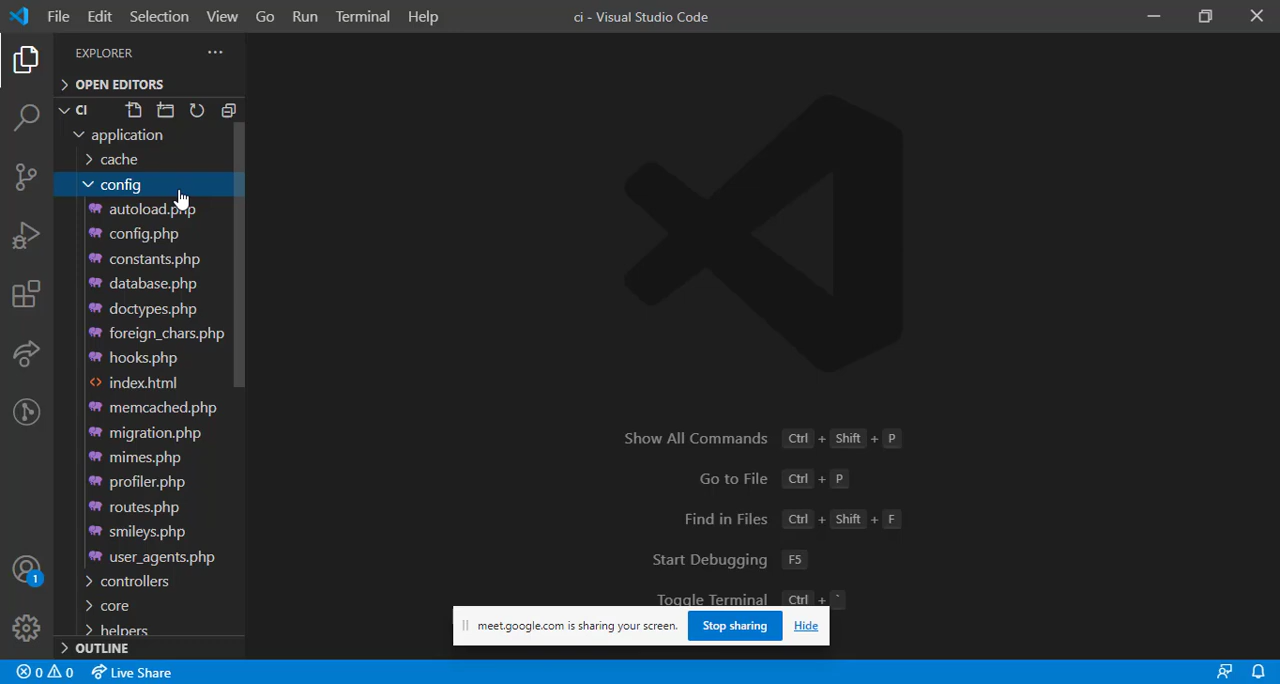 File Edit Selection View Go Run Terminal Help
ci - Visual Studio Code
EXPLORER
OPEN EDITORS
CI
application
cache
config
autoload.php
config.php
constants.php
database.php
doctypes.php
foreign_chars.php
hooks.php
index.html
memcached.php
migration.php
mimes.php
profiler.php
routes.php
smileys.php
user_agents.php
controllers
core
helpers
OUTLINE
Show All Commands Ctrl + Shift + P
Go to File Ctrl + P
Find in Files Ctrl + Shift + F
Start Debugging F5
Toggle Terminal Ctrl + `
meet.google.com is sharing your screen. Stop sharing Hide
1
0 0 Live Share